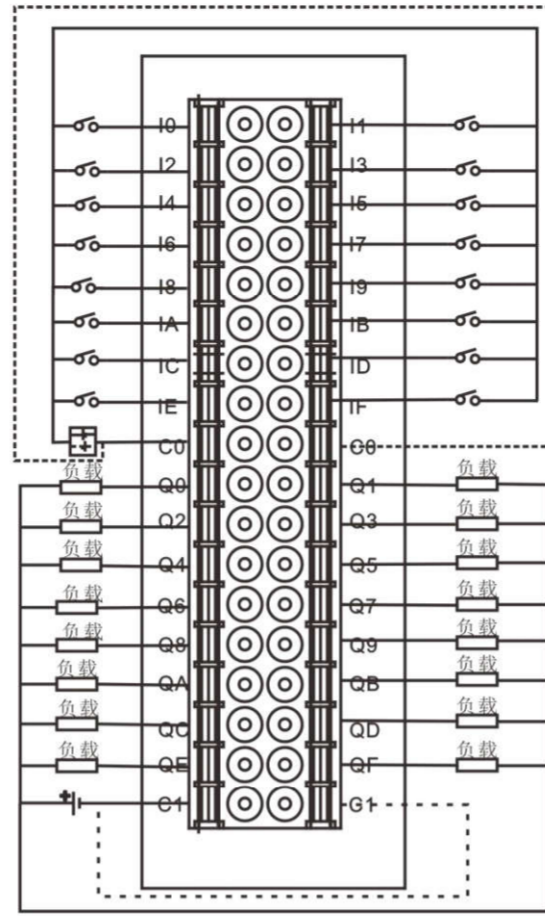 I0 I1
I2 I3
I4 I5
I6 I7
I8 I9
IA IB
IC ID
IE IF
C0 C0
负载 Q0 Q1 负载
负载 Q2 Q3 负载
负载 Q4 Q5 负载
负载 Q6 Q7 负载
负载 Q8 Q9 负载
负载 QA QB 负载
负载 QC QD 负载
负载 QE QF 负载
C1 C1